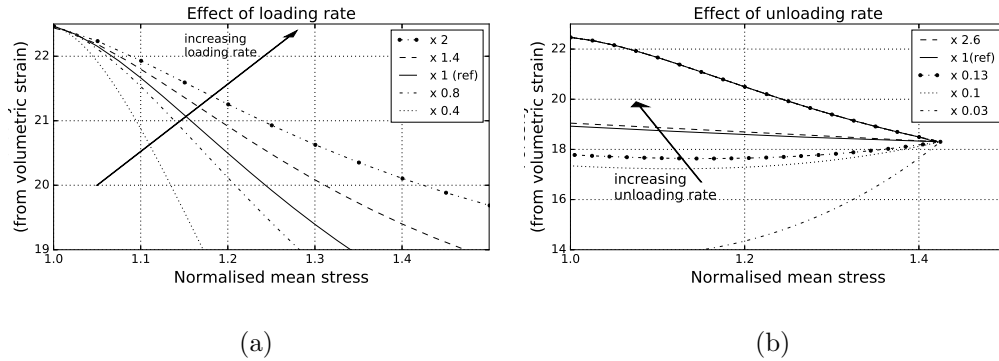 Effect of loading rate
(from volumetric strain)
22
21
20
19
1.0
1.1
1.2
1.3
1.4
Normalised mean stress
increasing
loading rate
x 2
x 1.4
x 1 (ref)
x 0.8
x 0.4
(a)
Effect of unloading rate
(from volumetric strain)
22
20
18
16
14
1.0
1.2
1.4
Normalised mean stress
increasing
unloading rate
x 2.6
x 1(ref)
x 0.13
x 0.1
x 0.03
(b)